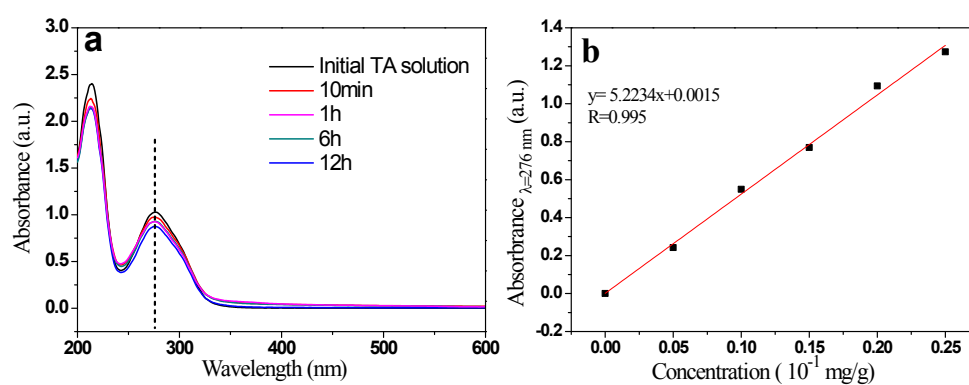 a
Initial TA solution
10min
1h
6h
12h
3.0
2.5
2.0
1.5
1.0
0.5
0.0
200 300 400 500 600
Absorbance (a.u.)
Wavelength (nm)
b
y= 5.2234x+0.0015
R=0.995
1.6
1.4
1.2
1.0
0.8
0.6
0.4
0.2
0.0
-0.2
0.00 0.05 0.10 0.15 0.20 0.25
Absorbrance λ=276 nm (a.u.)
Concentration ( 10⁻¹ mg/g)